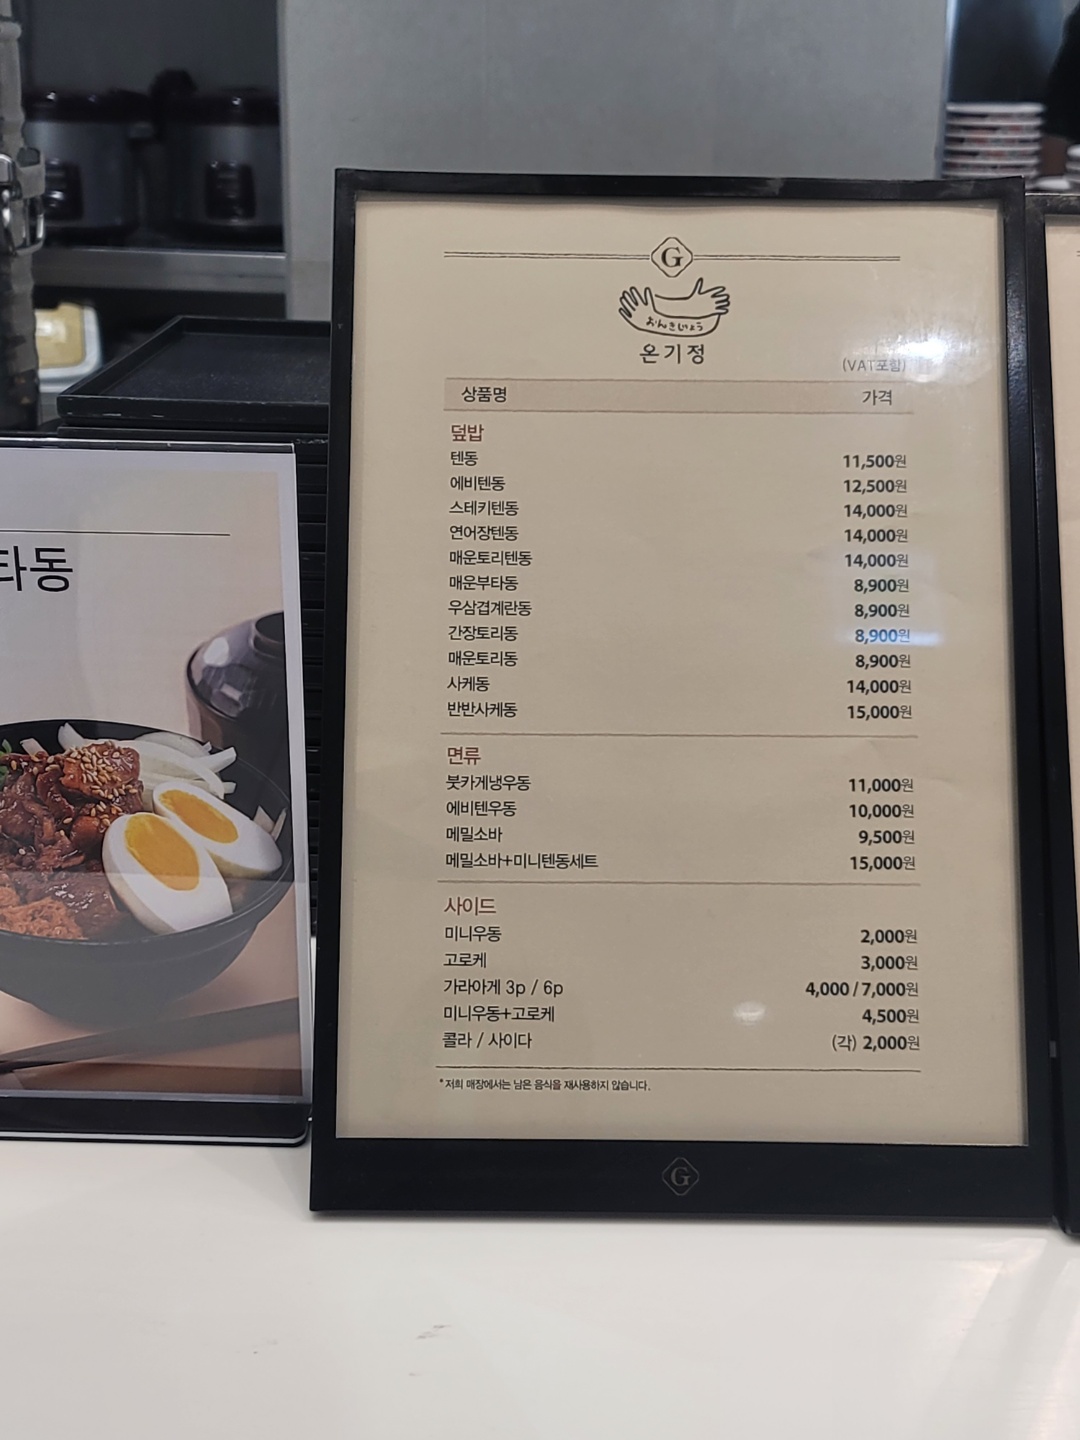 타동
G
おんきじょう
온기정
(VAT포함)
상품명 가격
덮밥
텐동 11,500원
에비텐동 12,500원
스테키텐동 14,000원
연어장텐동 14,000원
매운토리텐동 14,000원
매운부타동 8,900원
우삼겹계란동 8,900원
간장토리동 8,900원
매운토리동 8,900원
사케동 14,000원
반반사케동 15,000원
면류
붓카게냉우동 11,000원
에비텐우동 10,000원
메밀소바 9,500원
메밀소바+미니텐동세트 15,000원
사이드
미니우동 2,000원
고로케 3,000원
가라아게 3p / 6p 4,000 / 7,000원
미니우동+고로케 4,500원
콜라 / 사이다 (각) 2,000원
*저희 매장에서는 남은 음식을 재사용하지 않습니다.
G